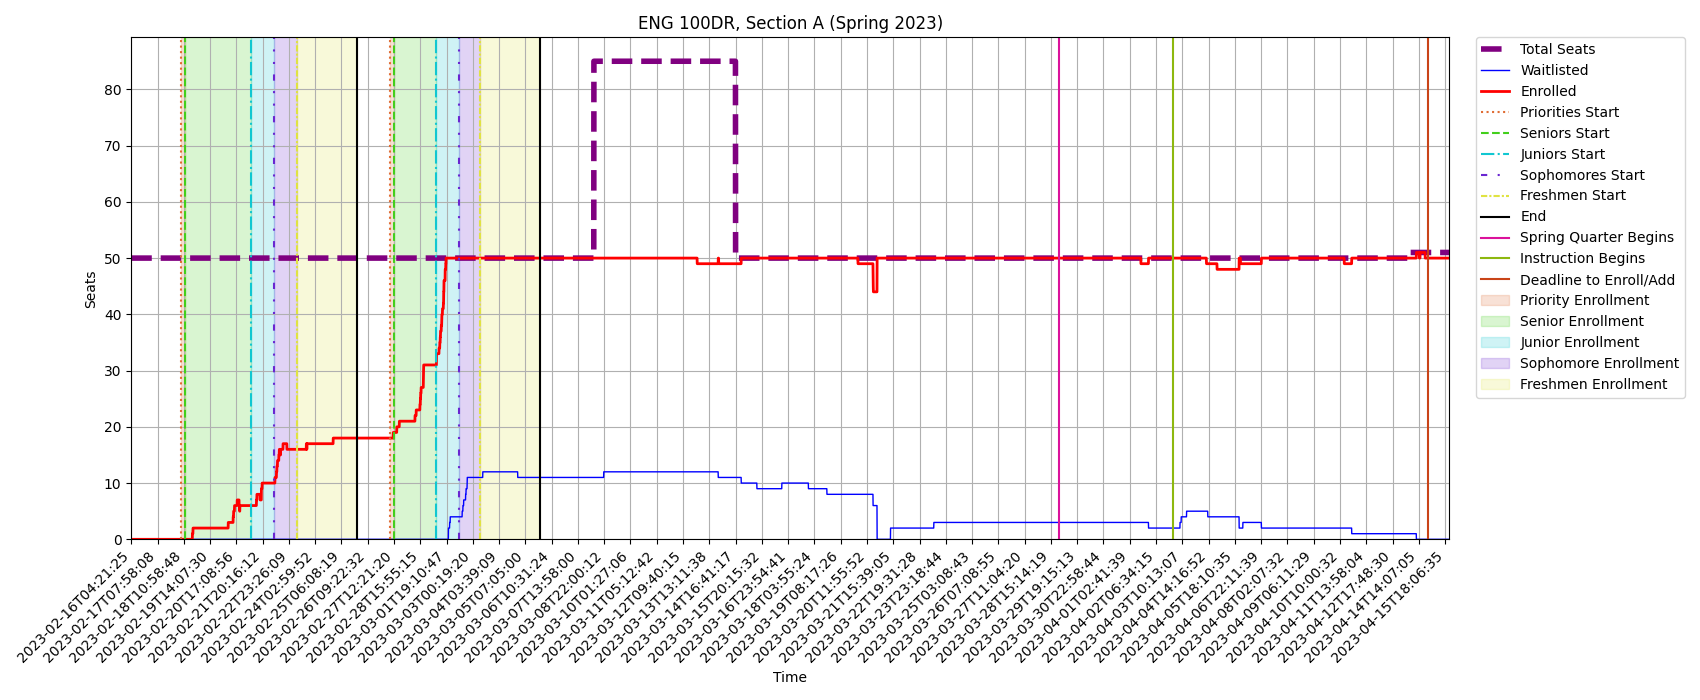 ENG 100DR, Section A (Spring 2023)
Total Seats
Waitlisted
Enrolled
Priorities Start
Seniors Start
Juniors Start
Sophomores Start
Freshmen Start
End
Spring Quarter Begins
Instruction Begins
Deadline to Enroll/Add
Priority Enrollment
Senior Enrollment
Junior Enrollment
Sophomore Enrollment
Freshmen Enrollment
Seats
80
70
60
50
40
30
20
10
0
2023-02-16T04:21:25
2023-02-17T07:58:08
2023-02-18T10:58:48
2023-02-19T14:07:30
2023-02-20T17:08:56
2023-02-21T20:16:12
2023-02-22T23:26:09
2023-02-24T02:59:52
2023-02-25T06:08:19
2023-02-26T09:22:32
2023-02-27T12:21:20
2023-02-28T15:55:15
2023-03-01T19:10:47
2023-03-03T00:19:20
2023-03-04T03:39:05
2023-03-05T07:05:00
2023-03-06T10:31:24
2023-03-07T13:58:00
2023-03-08T22:00:12
2023-03-10T01:27:06
2023-03-11T05:12:42
2023-03-12T09:40:15
2023-03-13T13:11:38
2023-03-14T16:41:17
2023-03-15T20:15:32
2023-03-16T23:54:41
2023-03-18T03:55:24
2023-03-19T08:17:26
2023-03-20T11:55:52
2023-03-21T15:39:05
2023-03-22T19:31:28
2023-03-23T23:18:44
2023-03-25T03:08:43
2023-03-26T07:08:55
2023-03-27T11:04:20
2023-03-28T15:14:19
2023-03-29T19:15:13
2023-03-30T22:58:44
2023-04-01T02:41:39
2023-04-02T06:34:15
2023-04-03T10:13:07
2023-04-04T14:16:52
2023-04-05T18:10:35
2023-04-06T22:11:39
2023-04-08T02:07:32
2023-04-09T06:11:29
2023-04-10T10:00:32
2023-04-11T13:58:04
2023-04-12T17:48:30
2023-04-14T14:07:05
2023-04-15T18:06:35
Time